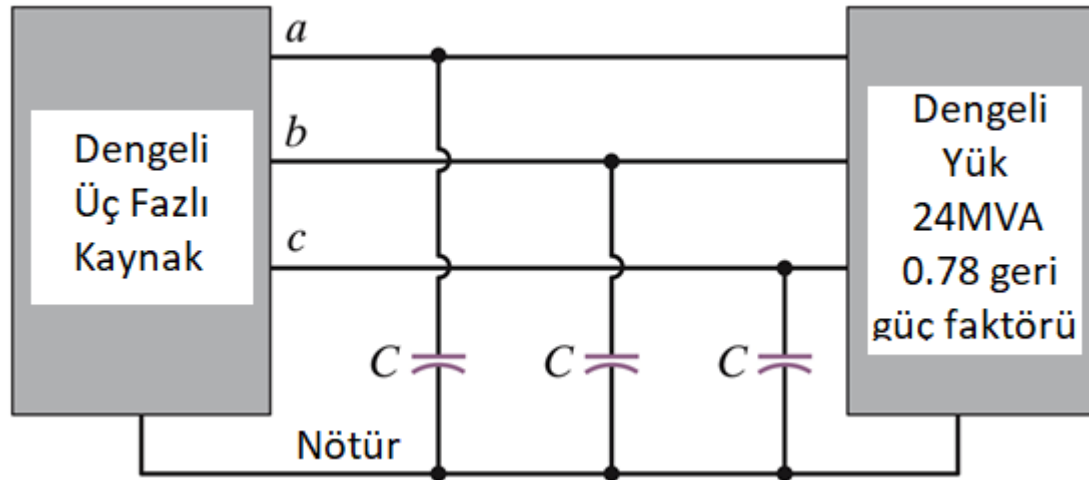 Dengeli
Üç Fazlı
Kaynak
a
b
c
C
C
C
Nötür
Dengeli
Yük
24MVA
0.78 geri
güç faktörü